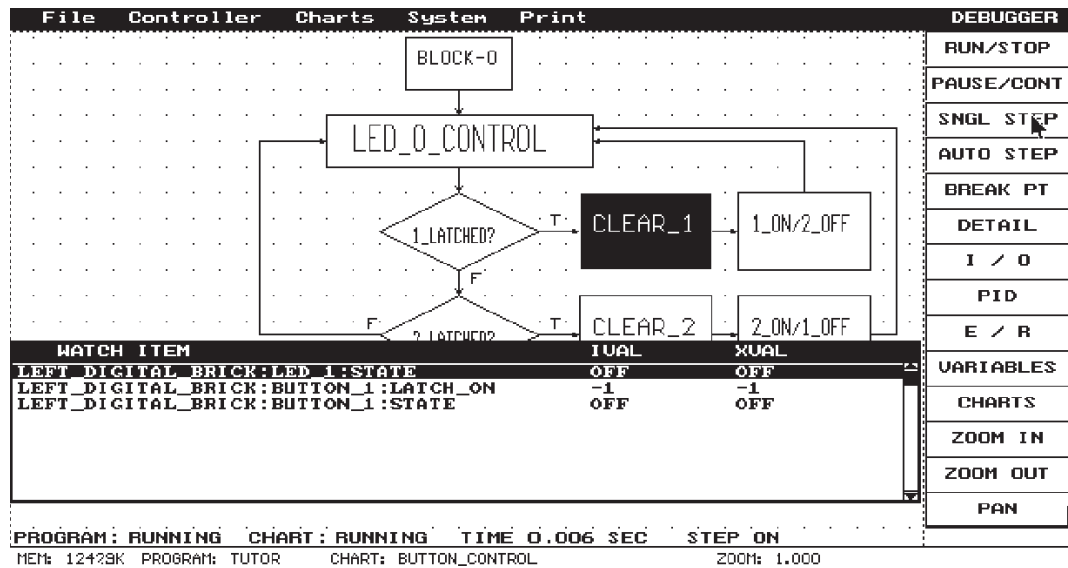 File Controller Charts System Print DEBUGGER
RUN/STOP
PAUSE/CONT
SNGL STEP
AUTO STEP
BREAK PT
DETAIL
I / O
PID
E / R
VARIABLES
CHARTS
ZOOM IN
ZOOM OUT
PAN
BLOCK-0
LED_0_CONTROL
1_LATCHED?
T
CLEAR_1
1_ON/2_OFF
F
2_LATCHED?
F
T
CLEAR_2
2_ON/1_OFF
WATCH ITEM IVAL XVAL
LEFT_DIGITAL_BRICK:LED_1:STATE OFF OFF
LEFT_DIGITAL_BRICK:BUTTON_1:LATCH_ON -1 -1
LEFT_DIGITAL_BRICK:BUTTON_1:STATE OFF OFF
PROGRAM: RUNNING CHART: RUNNING TIME 0.006 SEC STEP ON
MEM: PROGRAM: TUTOR CHART: BUTTON_CONTROL ZOOM: 1.000